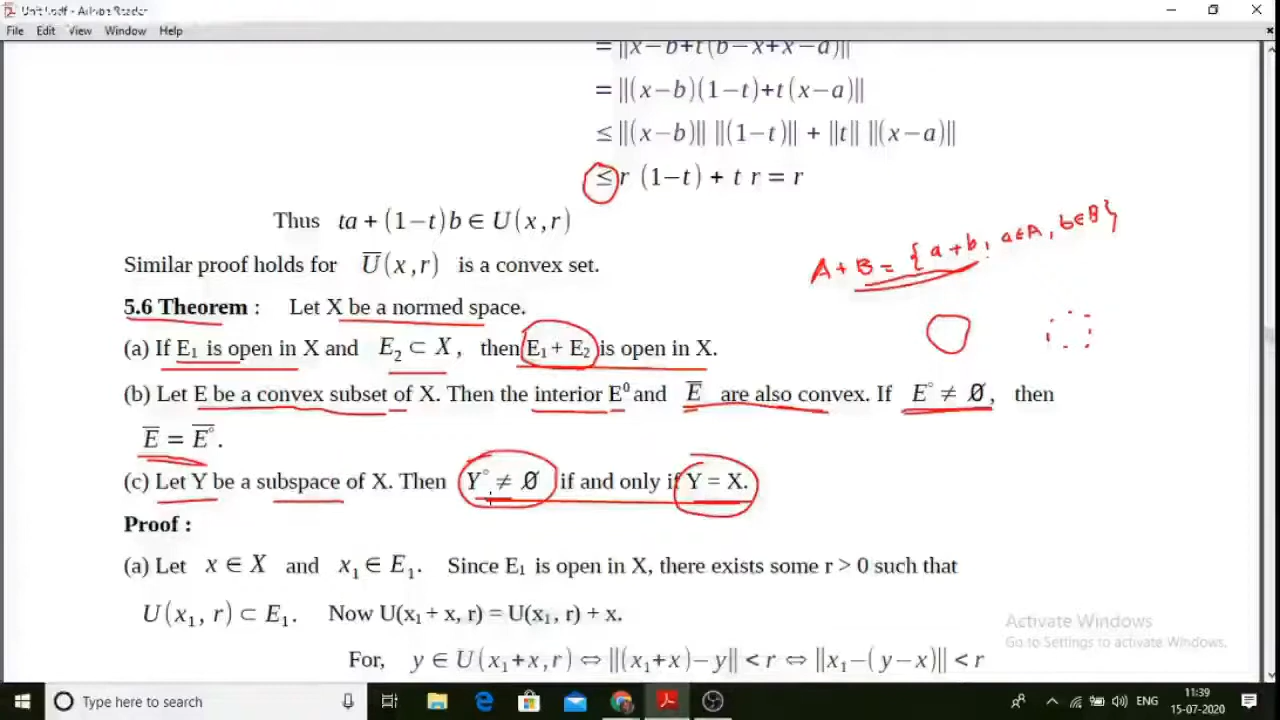 Unit I.pdf - Adobe Reader
File Edit View Window Help
= ||x−b+t(b−x+x−a)||
= ||(x−b)(1−t)+t(x−a)||
≤ ||(x−b)|| ||(1−t)|| + ||t|| ||(x−a)||
≤ r (1−t) + t r = r
Thus ta + (1−t)b ∈ U(x,r)
A+B = {a+b, a∈A, b∈B}
Similar proof holds for U̅(x,r) is a convex set.
5.6 Theorem : Let X be a normed space.
(a) If E₁ is open in X and E₂ ⊂ X, then E₁ + E₂ is open in X.
(b) Let E be a convex subset of X. Then the interior E⁰ and E̅ are also convex. If E° ≠ Ø, then
E̅ = E̅°.
(c) Let Y be a subspace of X. Then Y° ≠ Ø if and only if Y = X.
Proof :
(a) Let x ∈ X and x₁ ∈ E₁. Since E₁ is open in X, there exists some r > 0 such that
U(x₁, r) ⊂ E₁. Now U(x₁ + x, r) = U(x₁, r) + x.
For, y ∈ U(x₁+x, r) ⇔ ||(x₁+x)−y|| < r ⇔ ||x₁−(y−x)|| < r
Activate Windows
Go to Settings to activate Windows.
Type here to search
ENG
11:39
15-07-2020